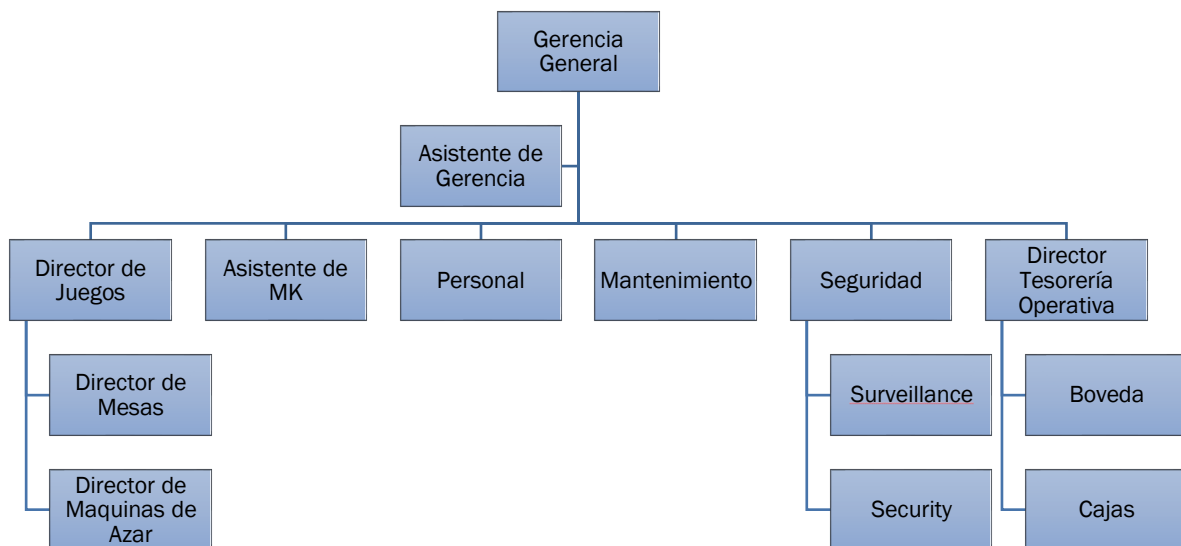 Gerencia
General
Asistente de
Gerencia
Director de
Juegos
Asistente de
MK
Personal
Mantenimiento
Seguridad
Director
Tesorería
Operativa
Director de
Mesas
Surveillance
Boveda
Director de
Maquinas de
Azar
Security
Cajas